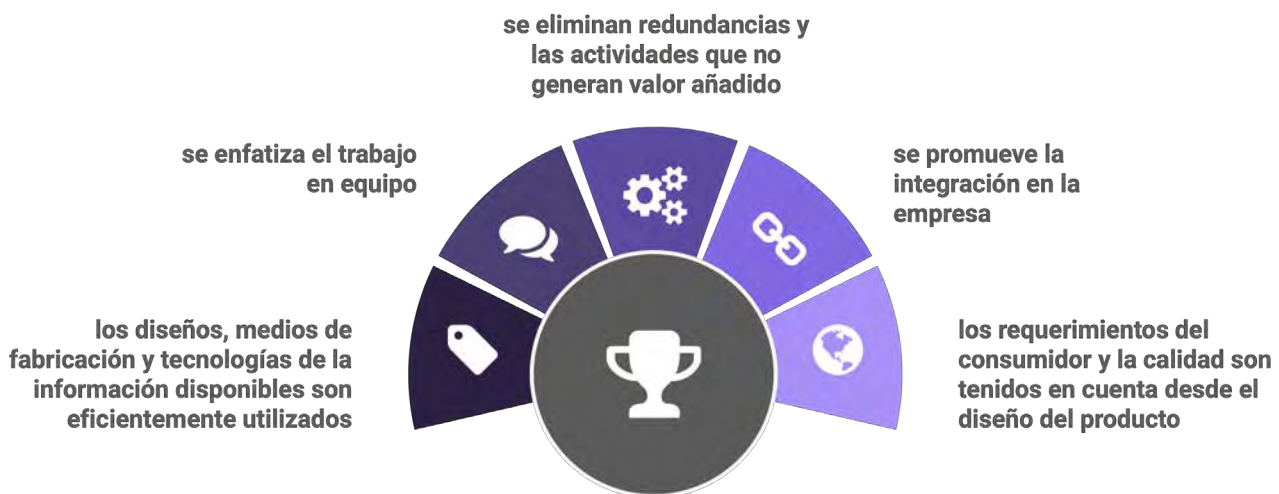 se eliminan redundancias y
las actividades que no
generan valor añadido
se enfatiza el trabajo
en equipo
se promueve la
integración en la
empresa
los diseños, medios de
fabricación y tecnologías de la
información disponibles son
eficientemente utilizados
los requerimientos del
consumidor y la calidad son
tenidos en cuenta desde el
diseño del producto